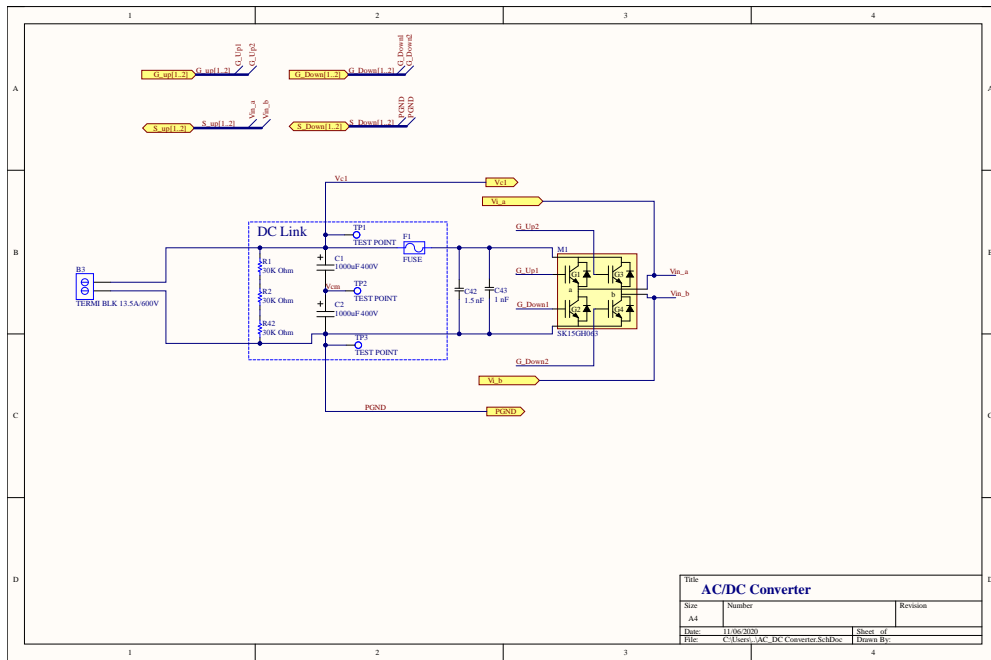 1 2 3 4
A A
G_Up1
G_Up2
G_Down1
G_Down2
G_up[1..2] G_up[1..2]
G_Down[1..2] G_Down[1..2]
Vin_a
Vin_b
PGND
PGND
S_up[1..2] S_up[1..2]
S_Down[1..2] S_Down[1..2]
Vc1 Vc1
Vi_a
B B
DC Link
TP1
TEST POINT
F1
FUSE
G_Up2
M1
R1
30K Ohm
C1
1000uF 400V
G_Up1
G1 G3
Vin_a
B3
TERMI BLK 13.5A/600V
R2
30K Ohm
Vcm
TP2
TEST POINT
C42
1.5 nF
C43
1 nF
a b
Vin_b
C2
1000uF 400V
G_Down1
G2 G4
R42
30K Ohm
SK15GH063
TP3
TEST POINT
G_Down2
Vi_b
PGND PGND
C C
D D
Title
AC/DC Converter
Size Number Revision
A4
Date: 11/06/2020 Sheet of
File: C:\Users\..\AC_DC Converter.SchDoc Drawn By:
1 2 3 4